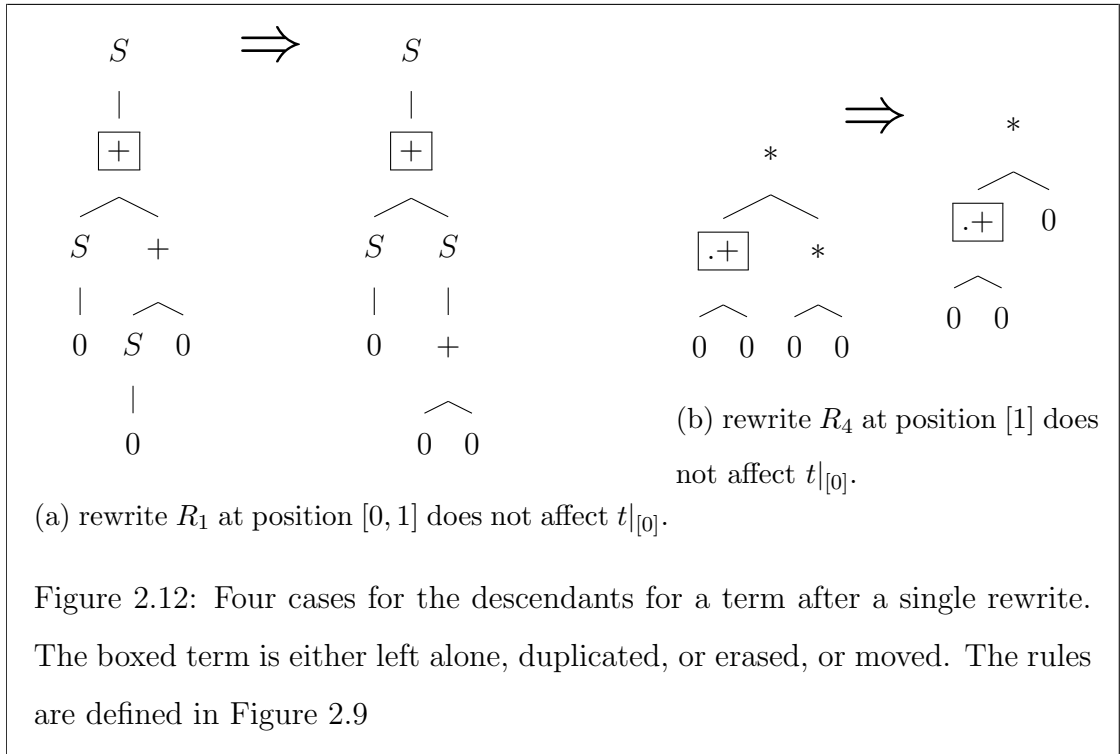 S ⇒ S
+ +
S + S S
0 S 0 0 +
0 0 0
(a) rewrite R₁ at position [0, 1] does not affect t|[0].
⇒
* *
.+ * .+ 0
0 0 0 0 0 0
(b) rewrite R₄ at position [1] does
not affect t|[0].
Figure 2.12: Four cases for the descendants for a term after a single rewrite.
The boxed term is either left alone, duplicated, or erased, or moved. The rules
are defined in Figure 2.9